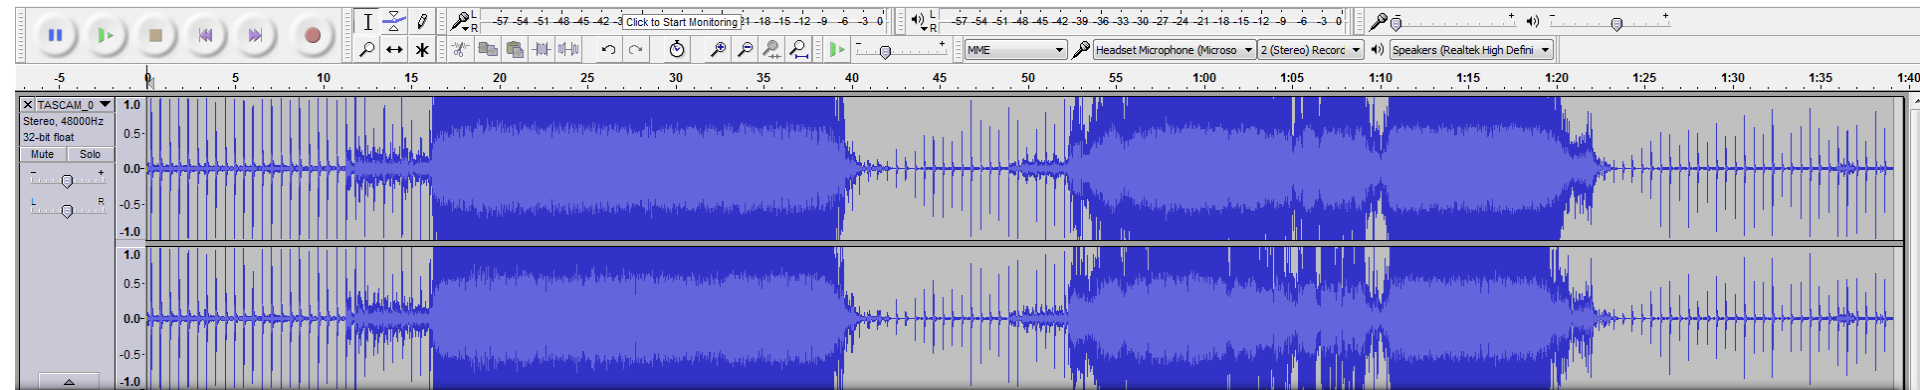 L
R
-57 -54 -51 -48 -45 -42 -3 Click to Start Monitoring 21 -18 -15 -12 -9 -6 -3 0
L
R
-57 -54 -51 -48 -45 -42 -39 -36 -33 -30 -27 -24 -21 -18 -15 -12 -9 -6 -3 0
- +
- +
- +
MME
Headset Microphone (Microso
2 (Stereo) Record
Speakers (Realtek High Defini
-5 0 5 10 15 20 25 30 35 40 45 50 55 1:00 1:05 1:10 1:15 1:20 1:25 1:30 1:35 1:40
X TASCAM_0
Stereo, 48000Hz
32-bit float
Mute Solo
- +
L R
1.0
0.5-
0.0-
-0.5-
-1.0
1.0
0.5-
0.0-
-0.5-
-1.0